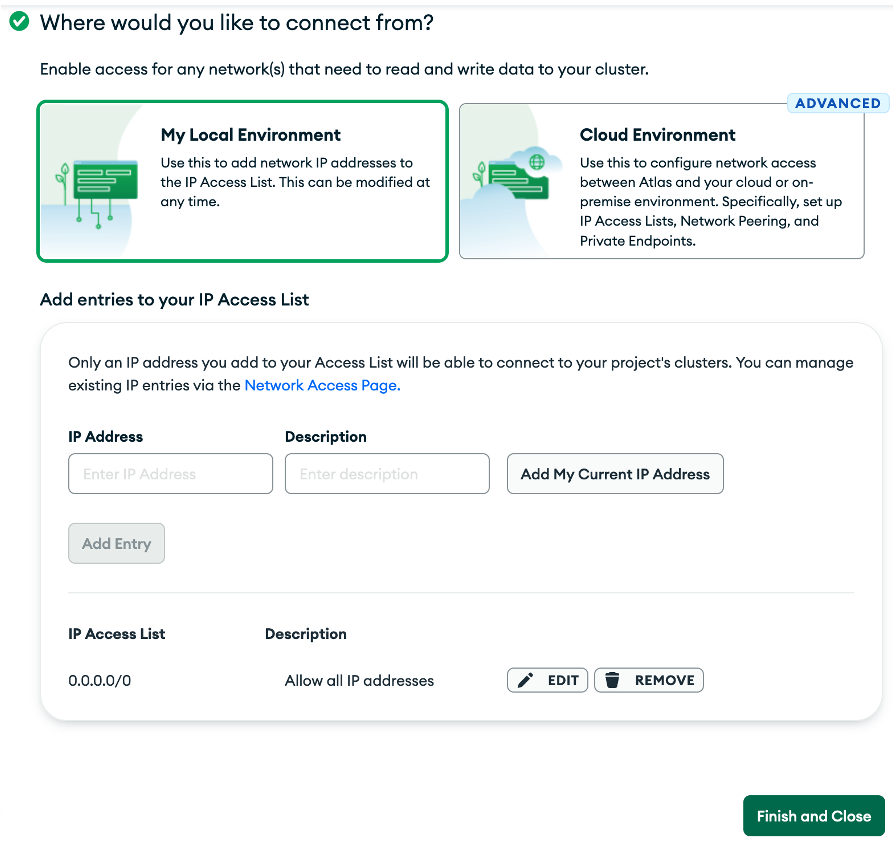 Where would you like to connect from?
Enable access for any network(s) that need to read and write data to your cluster.
My Local Environment
Use this to add network IP addresses to
the IP Access List. This can be modified at
any time.
ADVANCED
Cloud Environment
Use this to configure network access
between Atlas and your cloud or on-
premise environment. Specifically, set up
IP Access Lists, Network Peering, and
Private Endpoints.
Add entries to your IP Access List
Only an IP address you add to your Access List will be able to connect to your project's clusters. You can manage
existing IP entries via the Network Access Page.
IP Address Description
Enter IP Address Enter description Add My Current IP Address
Add Entry
IP Access List Description
0.0.0.0/0 Allow all IP addresses EDIT REMOVE
Finish and Close